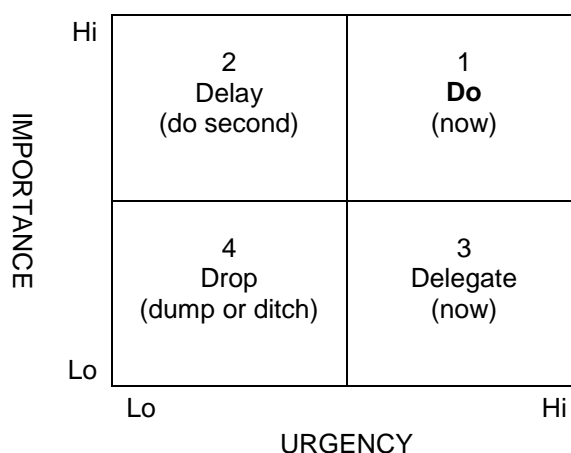 Hi
2
Delay
(do second)
1
Do
(now)
IMPORTANCE
4
Drop
(dump or ditch)
3
Delegate
(now)
Lo
Lo
Hi
URGENCY